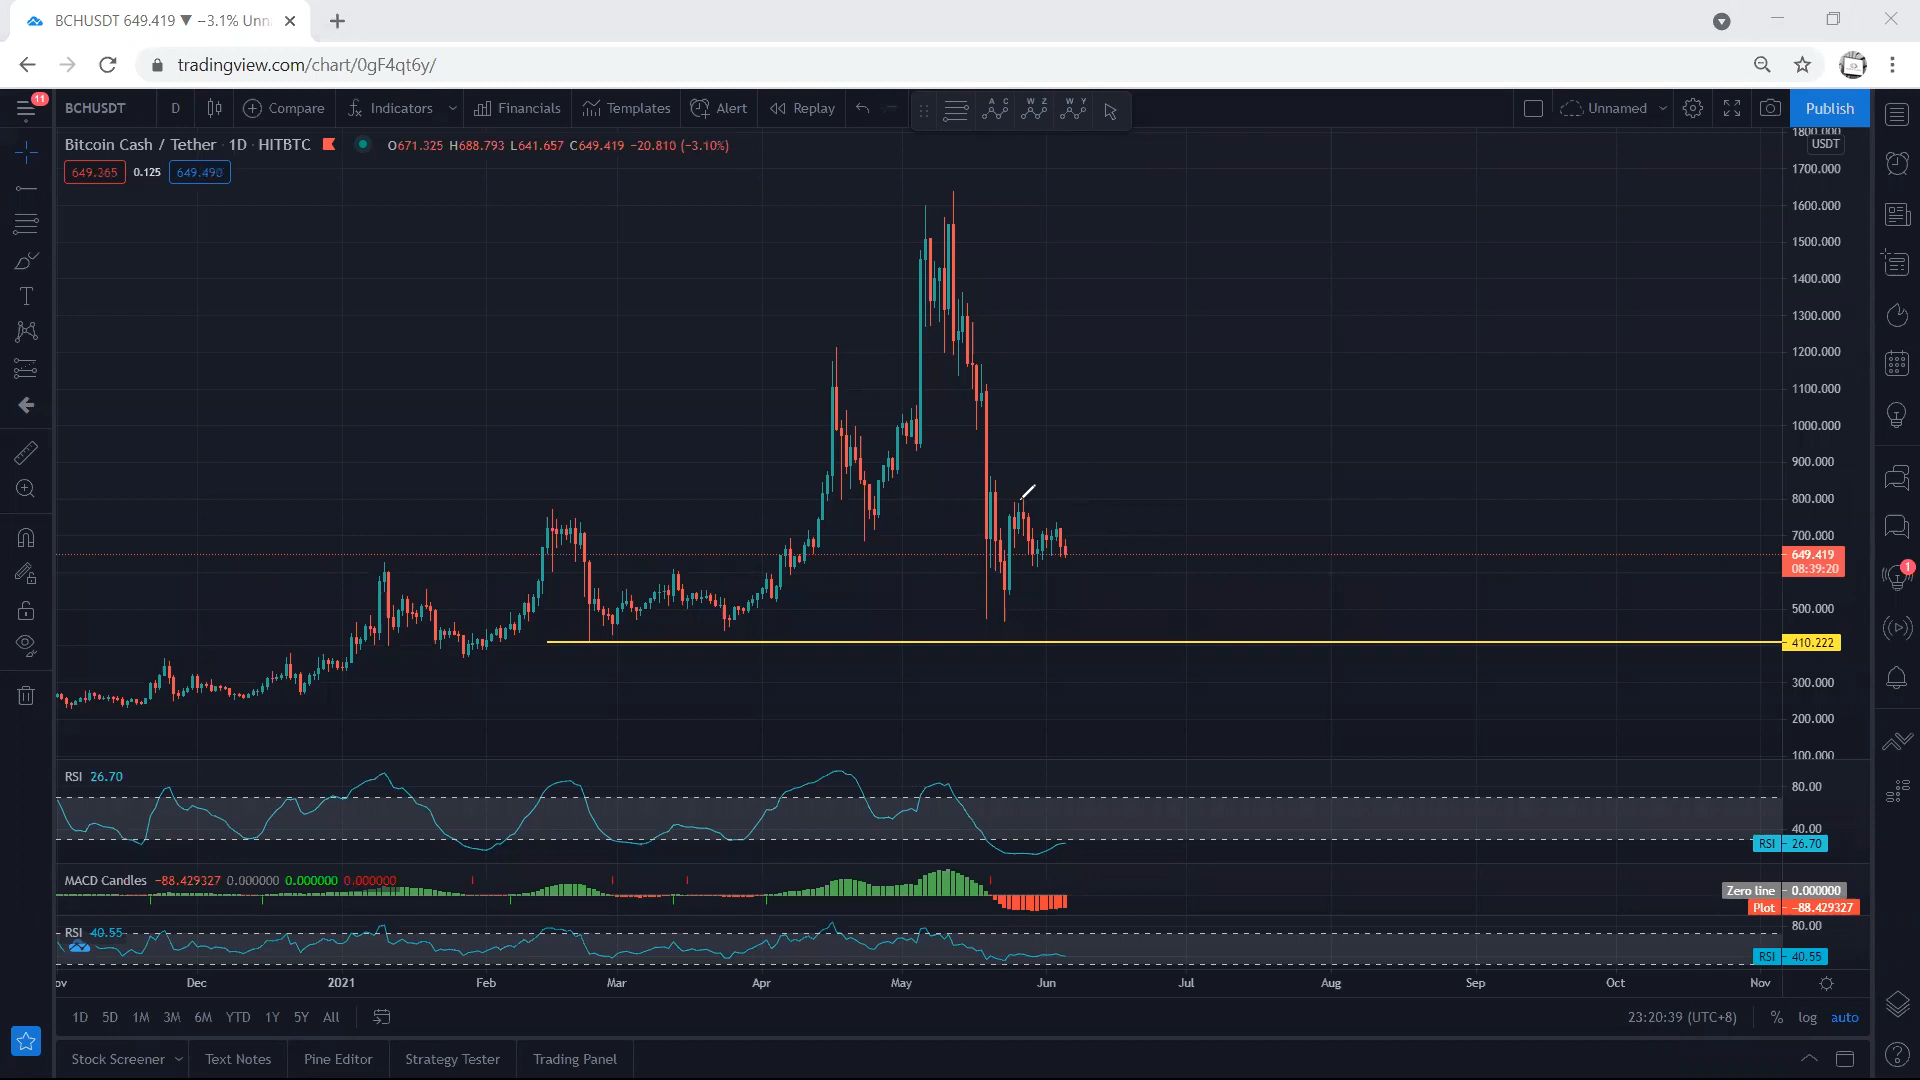 BCHUSDT 649.419 ▼ −3.1% Unn
tradingview.com/chart/0gF4qt6y/
11
BCHUSDT D Compare Indicators Financials Templates Alert Replay A C W Z W Y Unnamed Publish
Bitcoin Cash / Tether · 1D · HITBTC O671.325 H688.793 L641.657 C649.419 −20.810 (−3.10%)
649.365 0.125 649.490
1800.000
USDT
1700.000
1600.000
1500.000
1400.000
1300.000
1200.000
1100.000
1000.000
900.000
800.000
700.000
649.419
08:39:20
1
500.000
410.222
300.000
200.000
100.000
RSI 26.70
80.00
40.00
RSI 26.70
MACD Candles −88.429327 0.000000 0.000000 0.000000
Zero line 0.000000
Plot −88.429327
80.00
RSI 40.55
RSI 40.55
ov Dec 2021 Feb Mar Apr May Jun Jul Aug Sep Oct Nov
1D 5D 1M 3M 6M YTD 1Y 5Y All 23:20:39 (UTC+8) % log auto
Stock Screener Text Notes Pine Editor Strategy Tester Trading Panel